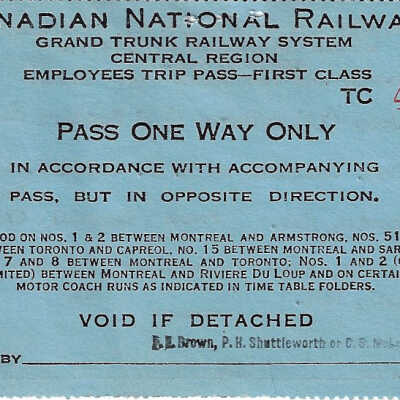 NADIAN NATIONAL RAILWA
GRAND TRUNK RAILWAY SYSTEM
CENTRAL REGION
EMPLOYEES TRIP PASS—FIRST CLASS
TC
PASS ONE WAY ONLY
IN ACCORDANCE WITH ACCOMPANYING
PASS, BUT IN OPPOSITE DIRECTION.
OOD ON NOS. 1 & 2 BETWEEN MONTREAL AND ARMSTRONG, NOS. 51
WEEN TORONTO AND CAPREOL, NO. 15 BETWEEN MONTREAL AND SAR
7 AND 8 BETWEEN MONTREAL AND TORONTO; NOS. 1 AND 2 (
MITED) BETWEEN MONTREAL AND RIVIERE DU LOUP AND ON CERTAI
MOTOR COACH RUNS AS INDICATED IN TIME TABLE FOLDERS.
VOID IF DETACHED
Brown, P. H. Shuttleworth or
BY